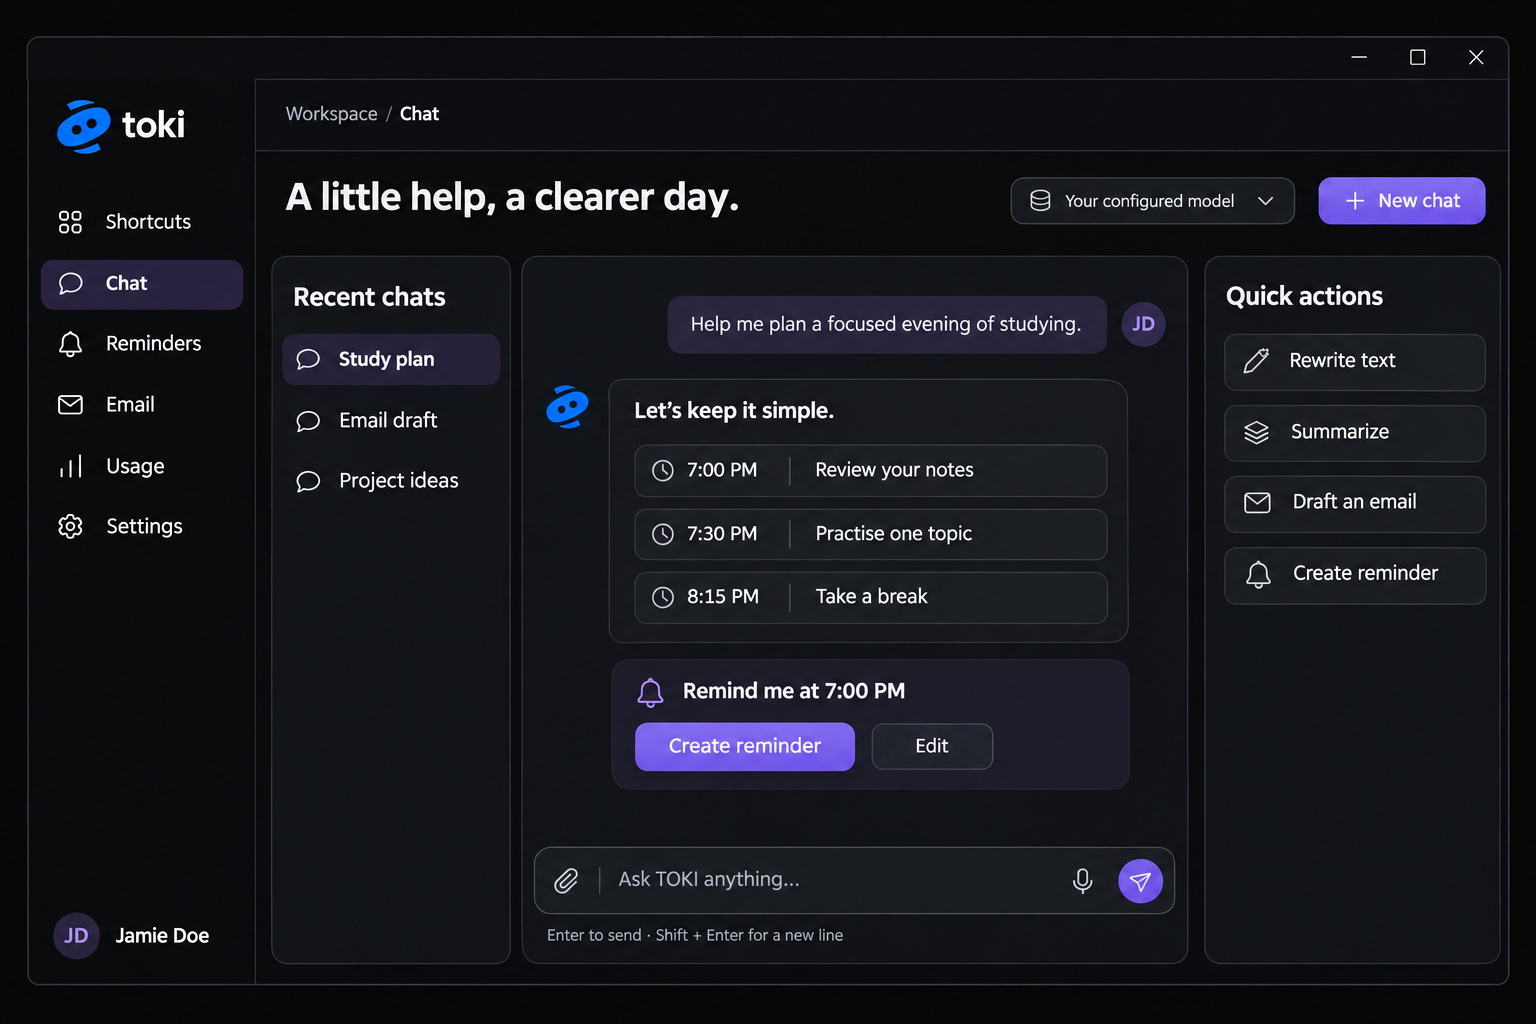 toki
Workspace / Chat
A little help, a clearer day.
Your configured model
New chat
Shortcuts
Chat
Reminders
Email
Usage
Settings
JD
Jamie Doe
Recent chats
Study plan
Email draft
Project ideas
Help me plan a focused evening of studying.
JD
Let's keep it simple.
7:00 PM Review your notes
7:30 PM Practise one topic
8:15 PM Take a break
Remind me at 7:00 PM
Create reminder
Edit
Ask TOKI anything...
Enter to send · Shift + Enter for a new line
Quick actions
Rewrite text
Summarize
Draft an email
Create reminder